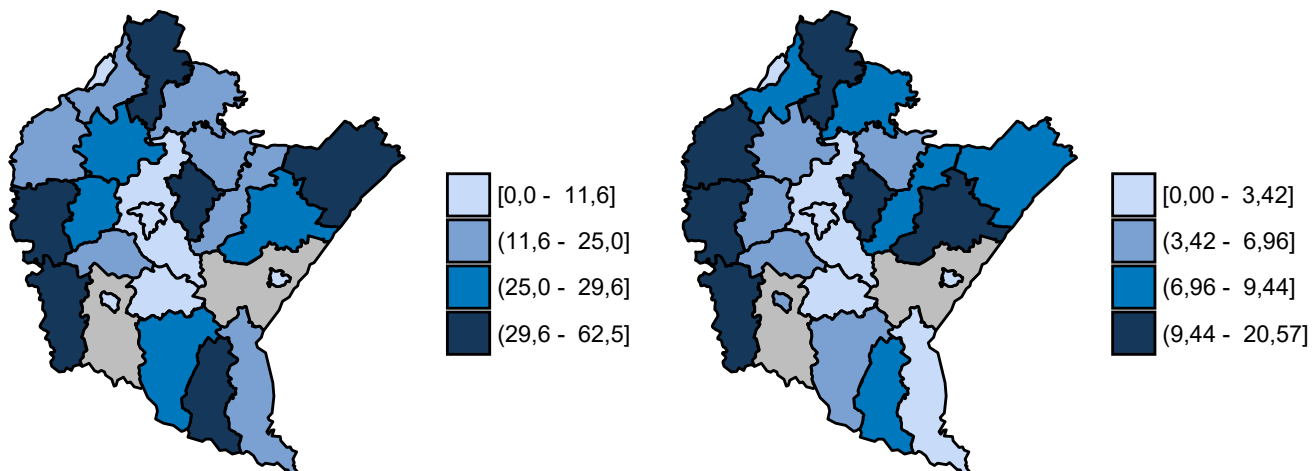 [0,0 - 11,6]
(11,6 - 25,0]
(25,0 - 29,6]
(29,6 - 62,5]
[0,00 - 3,42]
(3,42 - 6,96]
(6,96 - 9,44]
(9,44 - 20,57]